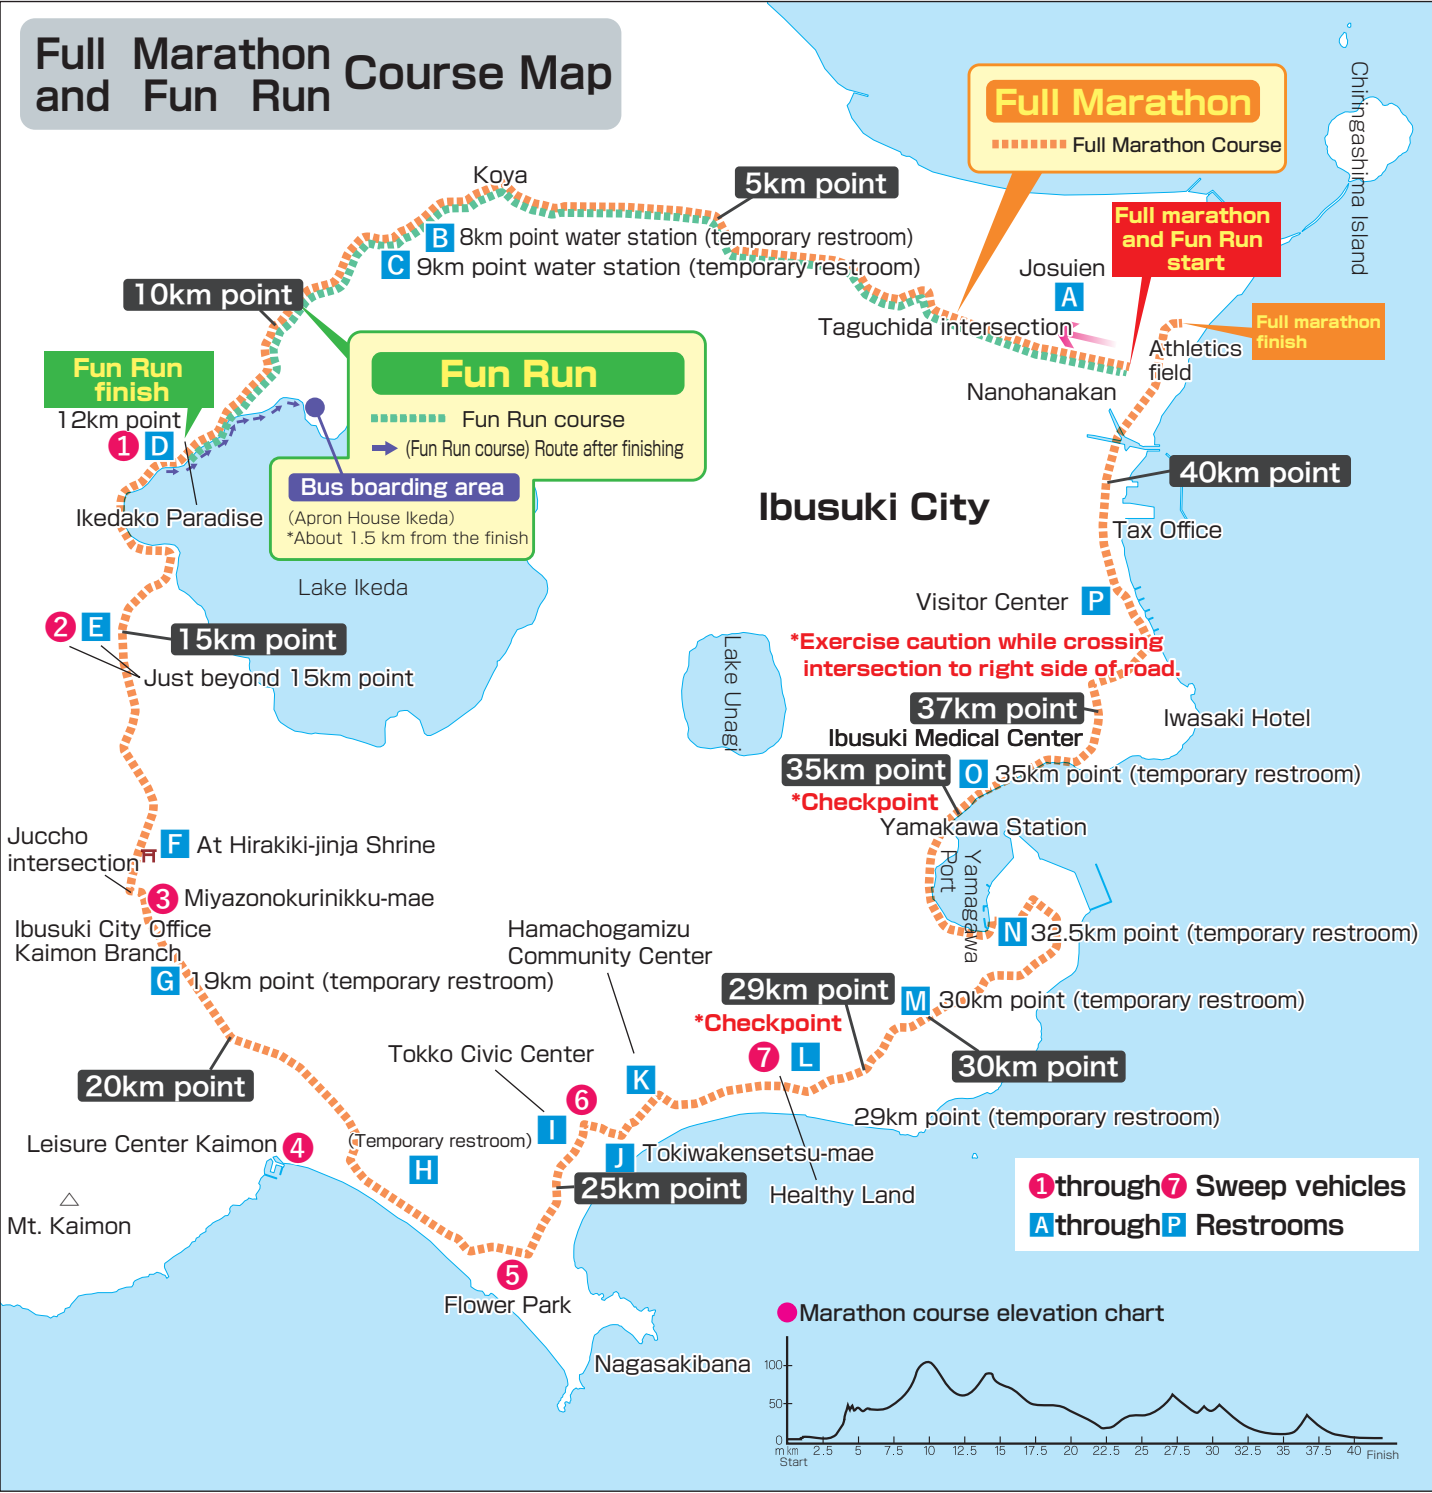 Full Marathon
and Fun Run
Course Map
Full Marathon
Full Marathon Course
Chiringashima Island
Koya
5km point
Full marathon
and Fun Run
start
B 8km point water station (temporary restroom)
C 9km point water station (temporary restroom)
Josuien
A
10km point
Taguchida intersection
Full marathon
finish
Athletics
field
Nanohanakan
Fun Run
finish
12km point
1 D
Fun Run
Fun Run course
(Fun Run course) Route after finishing
Bus boarding area
(Apron House Ikeda)
*About 1.5 km from the finish
Ikedako Paradise
Ibusuki City
40km point
Tax Office
Lake Ikeda
Visitor Center P
2 E
15km point
Just beyond 15km point
*Exercise caution while crossing
intersection to right side of road.
Lake Unagi
37km point
Iwasaki Hotel
Ibusuki Medical Center
35km point
O 35km point (temporary restroom)
*Checkpoint
Yamakawa Station
Yamagawa
Port
Juccho
intersection
F At Hirakiki-jinja Shrine
3 Miyazonokurinikku-mae
Ibusuki City Office
Kaimon Branch
G 19km point (temporary restroom)
Hamachogamizu
Community Center
N 32.5km point (temporary restroom)
29km point
*Checkpoint
M 30km point (temporary restroom)
7 L
30km point
Tokko Civic Center
K
20km point
6
29km point (temporary restroom)
Leisure Center Kaimon 4
(Temporary restroom)
H
I
J Tokiwakensetsu-mae
25km point
Healthy Land
Mt. Kaimon
1 through 7 Sweep vehicles
A through P Restrooms
5
Flower Park
Nagasakibana
Marathon course elevation chart
100
50
0
m km 2.5 5 7.5 10 12.5 15 17.5 20 22.5 25 27.5 30 32.5 35 37.5 40 Finish
Start